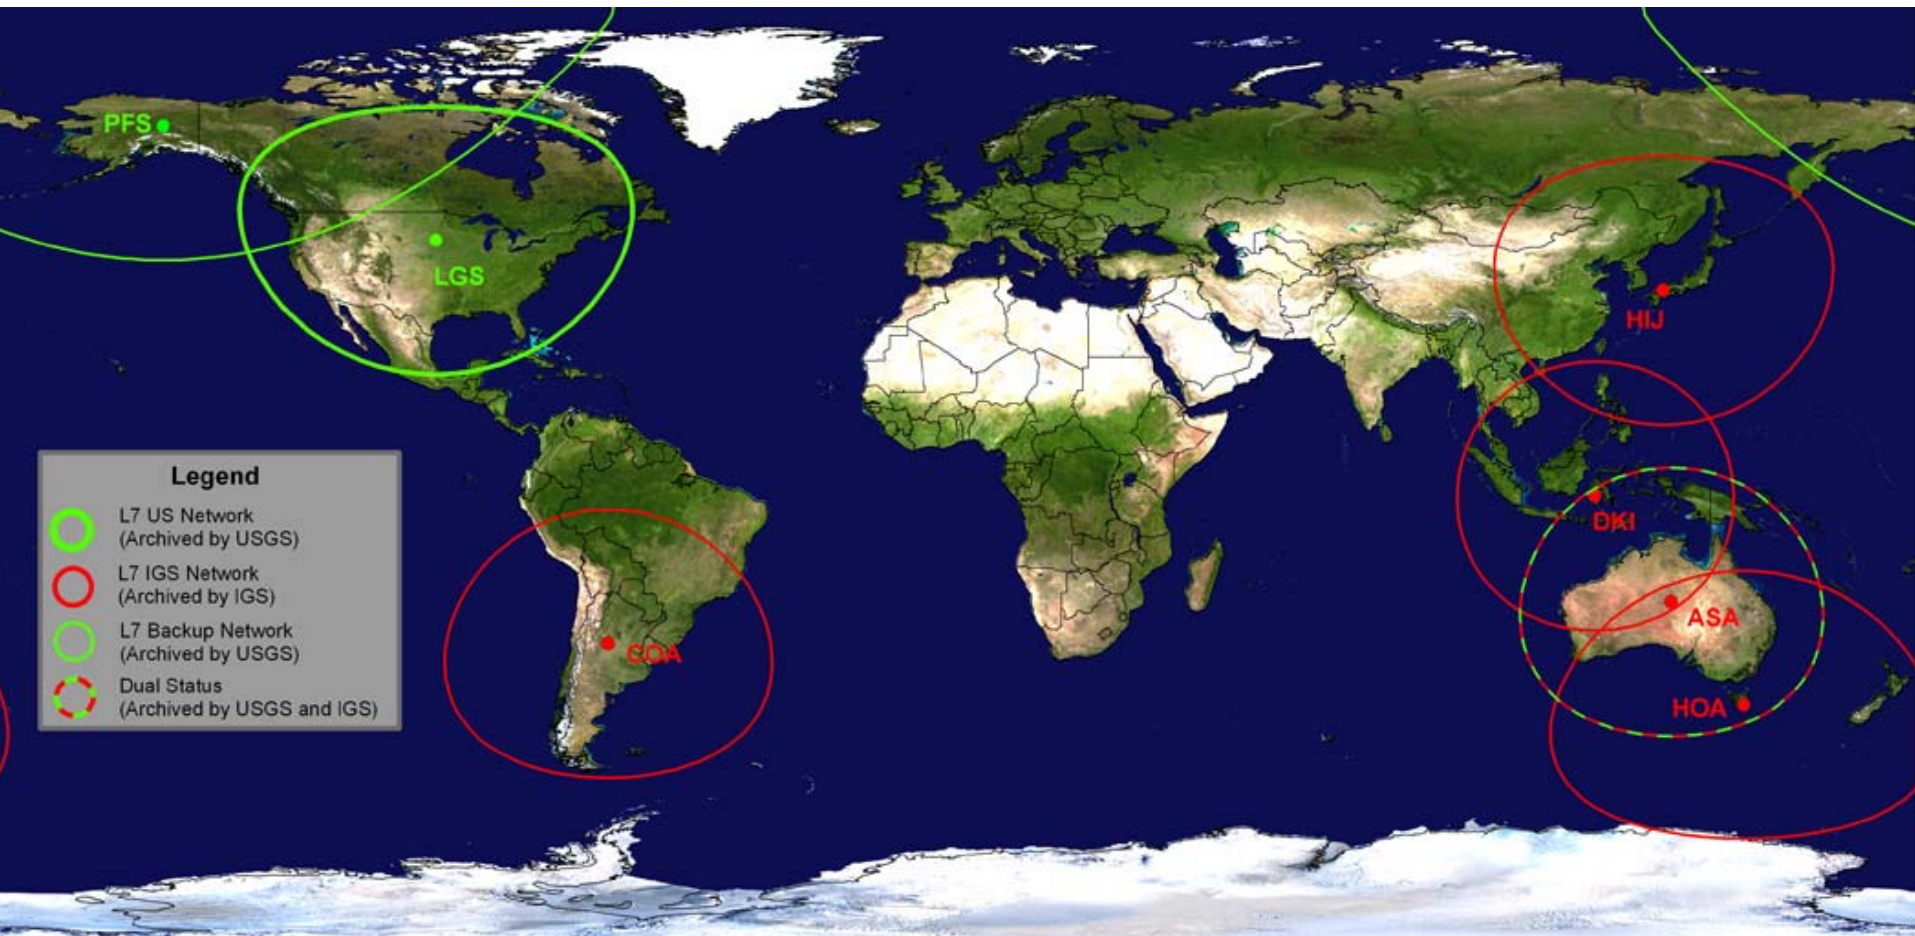 PFS
LGS
HIJ
DKI
ASA
HOA
COA
Legend
L7 US Network
(Archived by USGS)
L7 IGS Network
(Archived by IGS)
L7 Backup Network
(Archived by USGS)
Dual Status
(Archived by USGS and IGS)